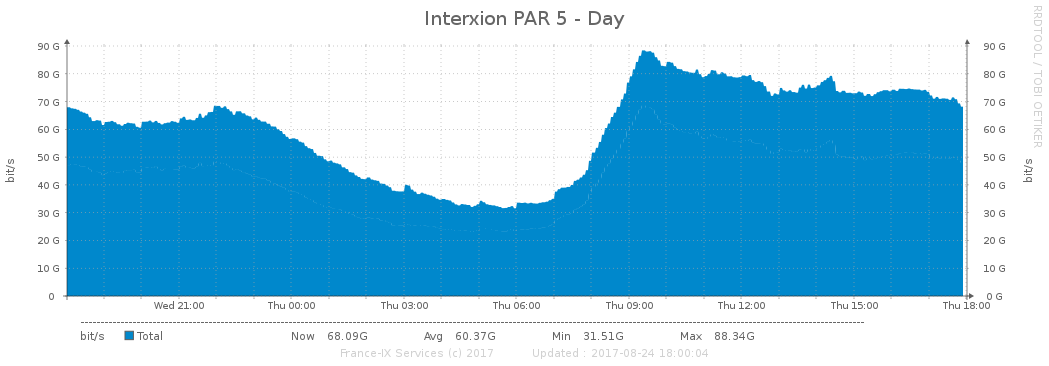 Interxion PAR 5 - Day
RRDTOOL / TOBI OETIKER
90 G 90 G
80 G 80 G
70 G 70 G
60 G 60 G
50 G 50 G
40 G 40 G
30 G 30 G
20 G 20 G
10 G 10 G
0 0 G
bit/s bit/s
Wed 21:00 Thu 00:00 Thu 03:00 Thu 06:00 Thu 09:00 Thu 12:00 Thu 15:00 Thu 18:00
bit/s Total Now 68.09G Avg 60.37G Min 31.51G Max 88.34G
France-IX Services (c) 2017 Updated : 2017-08-24 18:00:04